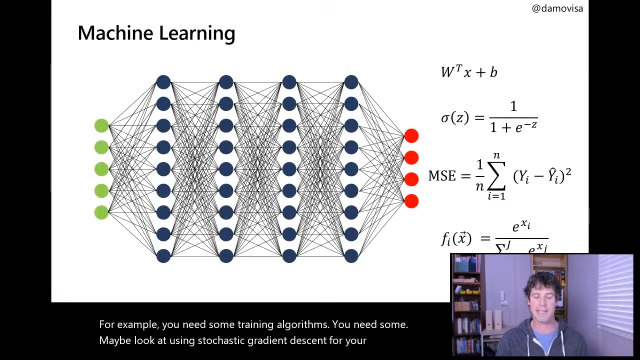 @damovisa
Machine Learning
W^T x + b
σ(z) = 1 / (1 + e^{-z})
MSE = 1/n ∑_{i=1}^{n} (Y_i − Ŷ_i)^2
f_i(x⃗) = e^{x_i} / ∑^J e^{x_j}
For example, you need some training algorithms. You need some.
Maybe look at using stochastic gradient descent for your